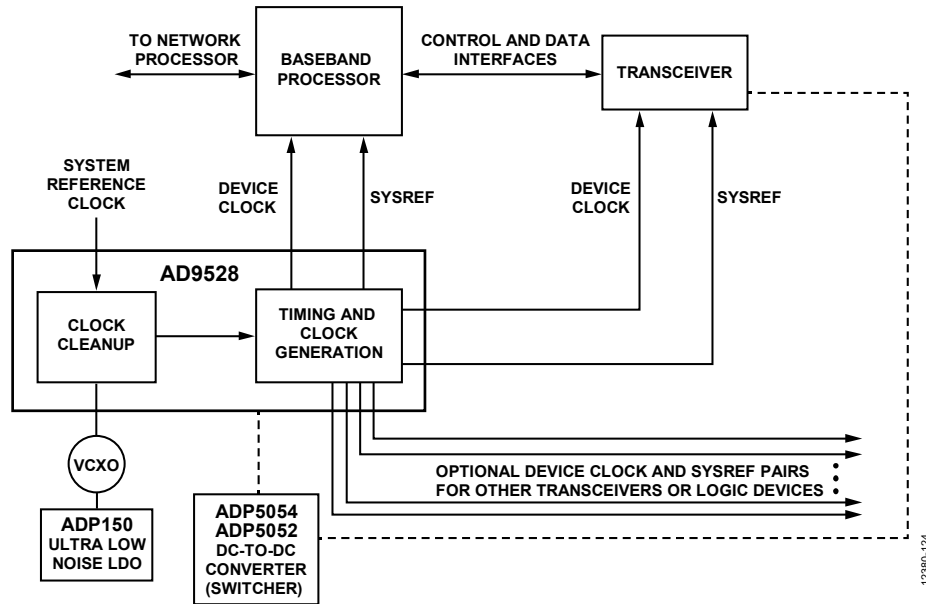 TO NETWORK
PROCESSOR
BASEBAND
PROCESSOR
CONTROL AND DATA
INTERFACES
TRANSCEIVER
SYSTEM
REFERENCE
CLOCK
DEVICE
CLOCK
SYSREF
DEVICE
CLOCK
SYSREF
AD9528
CLOCK
CLEANUP
TIMING AND
CLOCK
GENERATION
VCXO
OPTIONAL DEVICE CLOCK AND SYSREF PAIRS
FOR OTHER TRANSCEIVERS OR LOGIC DEVICES
ADP150
ULTRA LOW
NOISE LDO
ADP5054
ADP5052
DC-TO-DC
CONVERTER
(SWITCHER)
12380-124